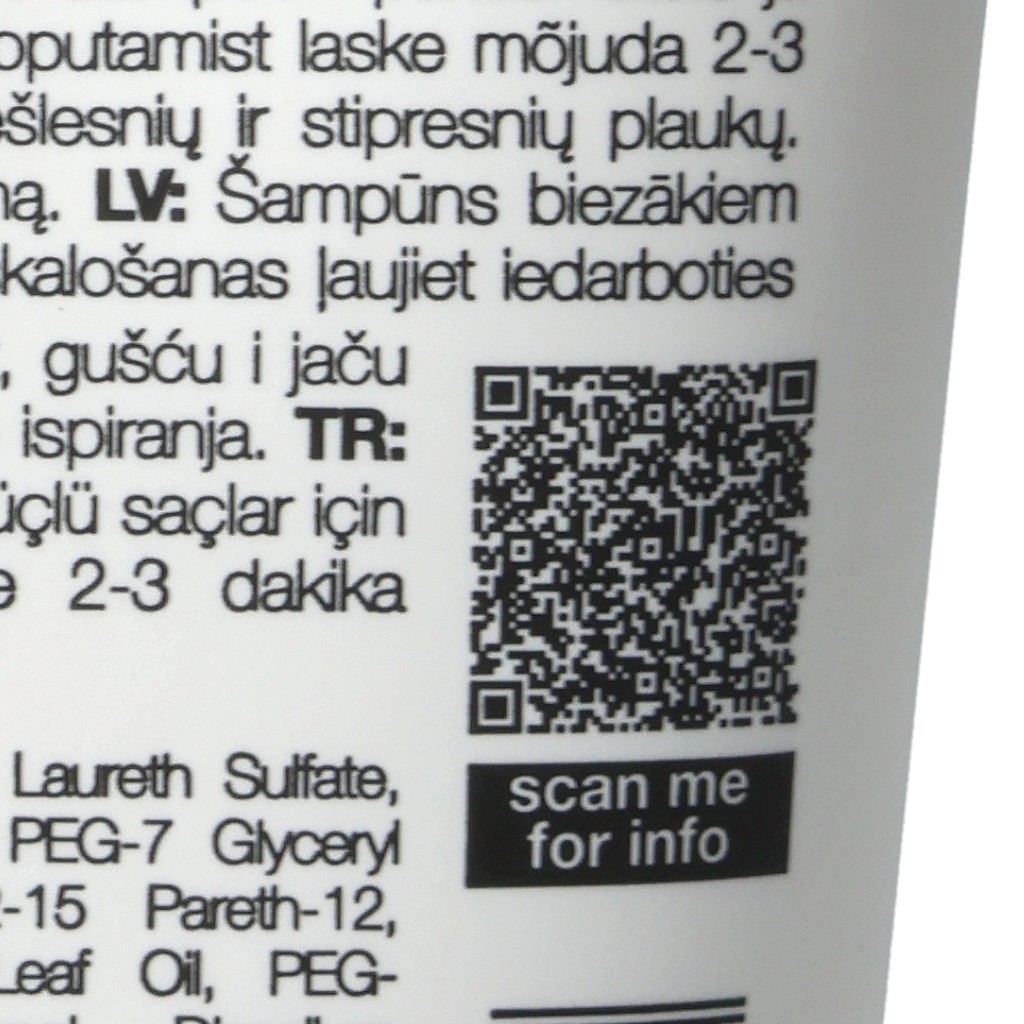 oputamist laske mõjuda 2-3
ešlesnių ir stipresnių plaukų.
ną. LV: Šampūns biezākiem
skalošanas ļaujiet iedarboties
, gušću i jaču
ispiranja. TR:
üçlü saçlar için
e 2-3 dakika
Laureth Sulfate,
PEG-7 Glyceryl
-15 Pareth-12,
Leaf Oil, PEG-
scan me
for info